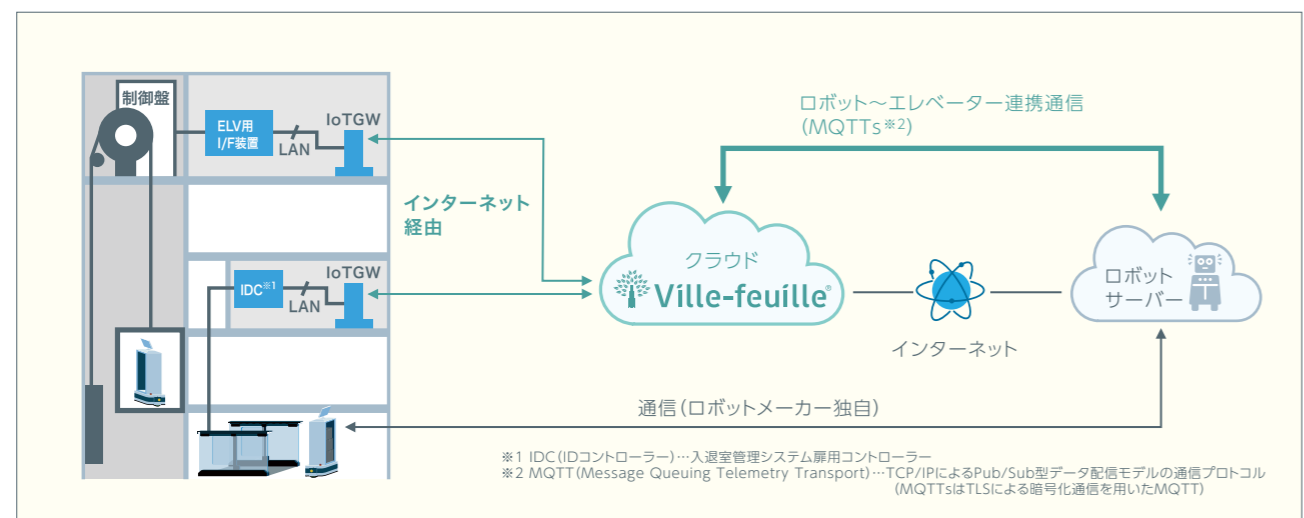 制御盤
ELV用
I/F装置
LAN
IoTGW
インターネット
経由
IDC※1
LAN
IoTGW
ロボット〜エレベーター連携通信
(MQTTs※2)
クラウド
Ville-feuille®
インターネット
ロボット
サーバー
通信(ロボットメーカー独自)
※1 IDC(IDコントローラー)…入退室管理システム扉用コントローラー
※2 MQTT(Message Queuing Telemetry Transport)…TCP/IPによるPub/Sub型データ配信モデルの通信プロトコル
(MQTTsはTLSによる暗号化通信を用いたMQTT)